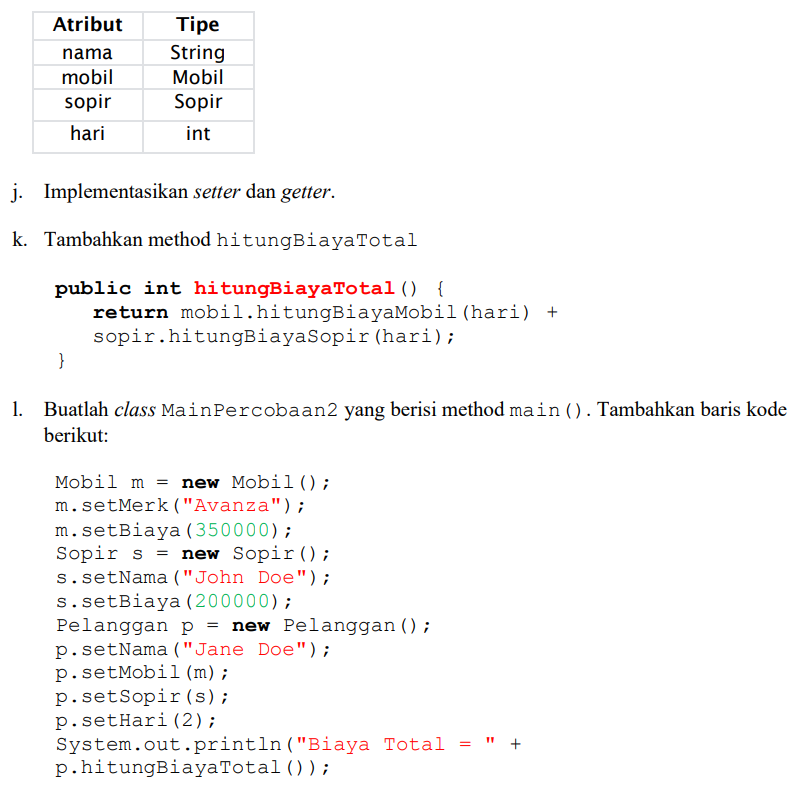 Atribut Tipe
nama String
mobil Mobil
sopir Sopir
hari int
j. Implementasikan setter dan getter.
k. Tambahkan method hitungBiayaTotal
public int hitungBiayaTotal() {
return mobil.hitungBiayaMobil(hari) +
sopir.hitungBiayaSopir(hari);
}
l. Buatlah class MainPercobaan2 yang berisi method main(). Tambahkan baris kode
berikut:
Mobil m = new Mobil();
m.setMerk("Avanza");
m.setBiaya(350000);
Sopir s = new Sopir();
s.setNama("John Doe");
s.setBiaya(200000);
Pelanggan p = new Pelanggan();
p.setNama("Jane Doe");
p.setMobil(m);
p.setSopir(s);
p.setHari(2);
System.out.println("Biaya Total = " +
p.hitungBiayaTotal());